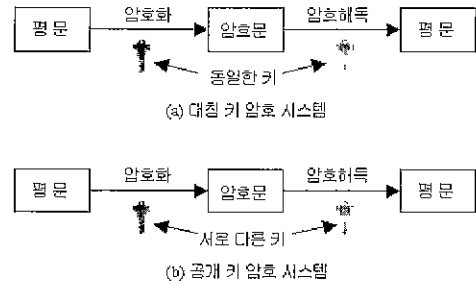 암호화 암호해독
평문 암호문 평문
동일한 키
(a) 대칭 키 암호 시스템
암호화 암호해독
평문 암호문 평문
서로 다른 키
(b) 공개 키 암호 시스템